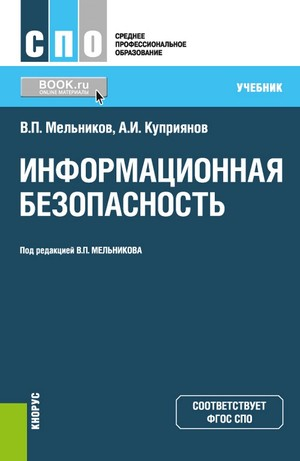 СПО
СРЕДНЕЕ
ПРОФЕССИОНАЛЬНОЕ
ОБРАЗОВАНИЕ
BOOK.ru
ONLINE МАТЕРИАЛЫ
УЧЕБНИК
В.П. Мельников, А.И. Куприянов
ИНФОРМАЦИОННАЯ
БЕЗОПАСНОСТЬ
Под редакцией В.П. МЕЛЬНИКОВА
СООТВЕТСТВУЕТ
ФГОС СПО
КНОРУС